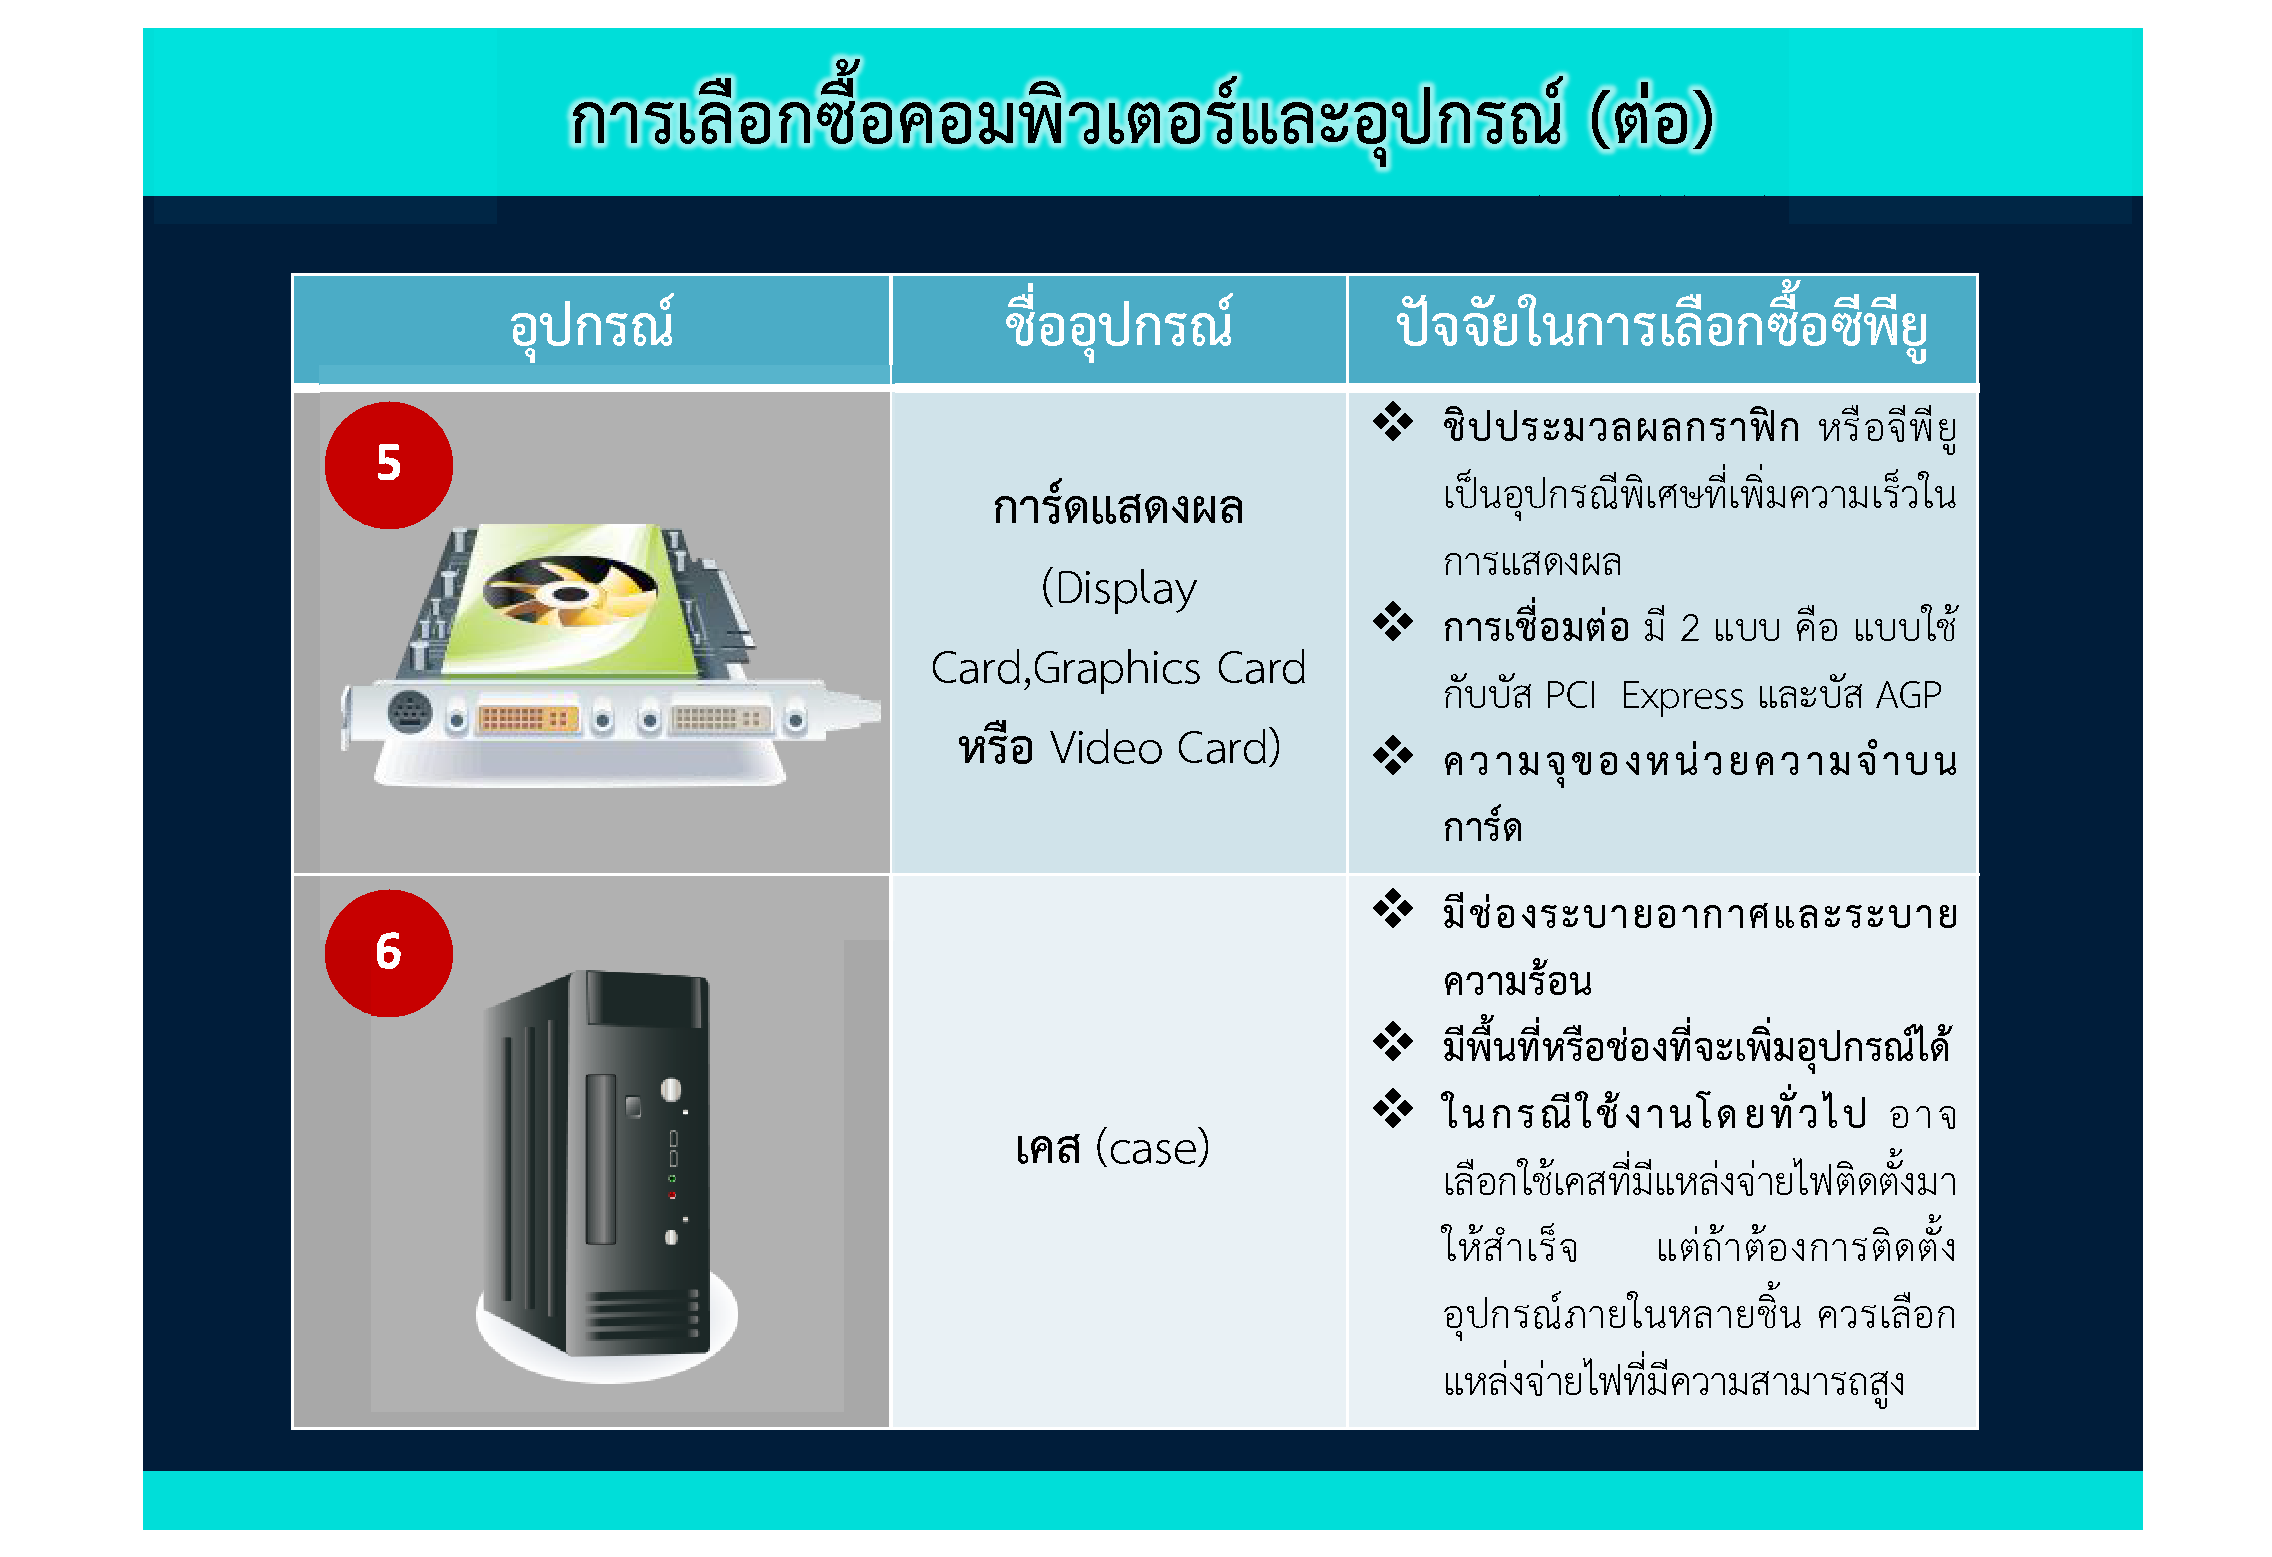 การเลือกซื้อคอมพิวเตอร์และอุปกรณ์ (ต่อ)
อุปกรณ์
ชื่ออุปกรณ์
ปัจจัยในการเลือกซื้อซีพียู
5
การ์ดแสดงผล
(Display
Card,Graphics Card
หรือ Video Card)
❖ ชิปประมวลผลกราฟิก หรือจีพียู
เป็นอุปกรณ์พิเศษที่เพิ่มความเร็วใน
การแสดงผล
❖ การเชื่อมต่อ มี 2 แบบ คือ แบบใช้
กับบัส PCI Express และบัส AGP
❖ ความจุของหน่วยความจำบน
การ์ด
6
เคส (case)
❖ มีช่องระบายอากาศและระบาย
ความร้อน
❖ มีพื้นที่หรือช่องที่จะเพิ่มอุปกรณ์ได้
❖ ในกรณีใช้งานโดยทั่วไป อาจ
เลือกใช้เคสที่มีแหล่งจ่ายไฟติดตั้งมา
ให้สำเร็จ แต่ถ้าต้องการติดตั้ง
อุปกรณ์ภายในหลายชิ้น ควรเลือก
แหล่งจ่ายไฟที่มีความสามารถสูง